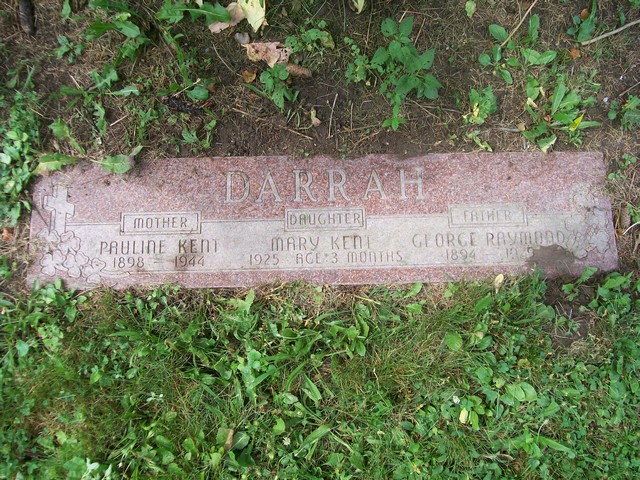 DARRAH
MOTHER DAUGHTER FATHER
PAULINE KENT MARY KENT GEORGE RAYMOND
1898 - 1944 1925 AGE 3 MONTHS 1894